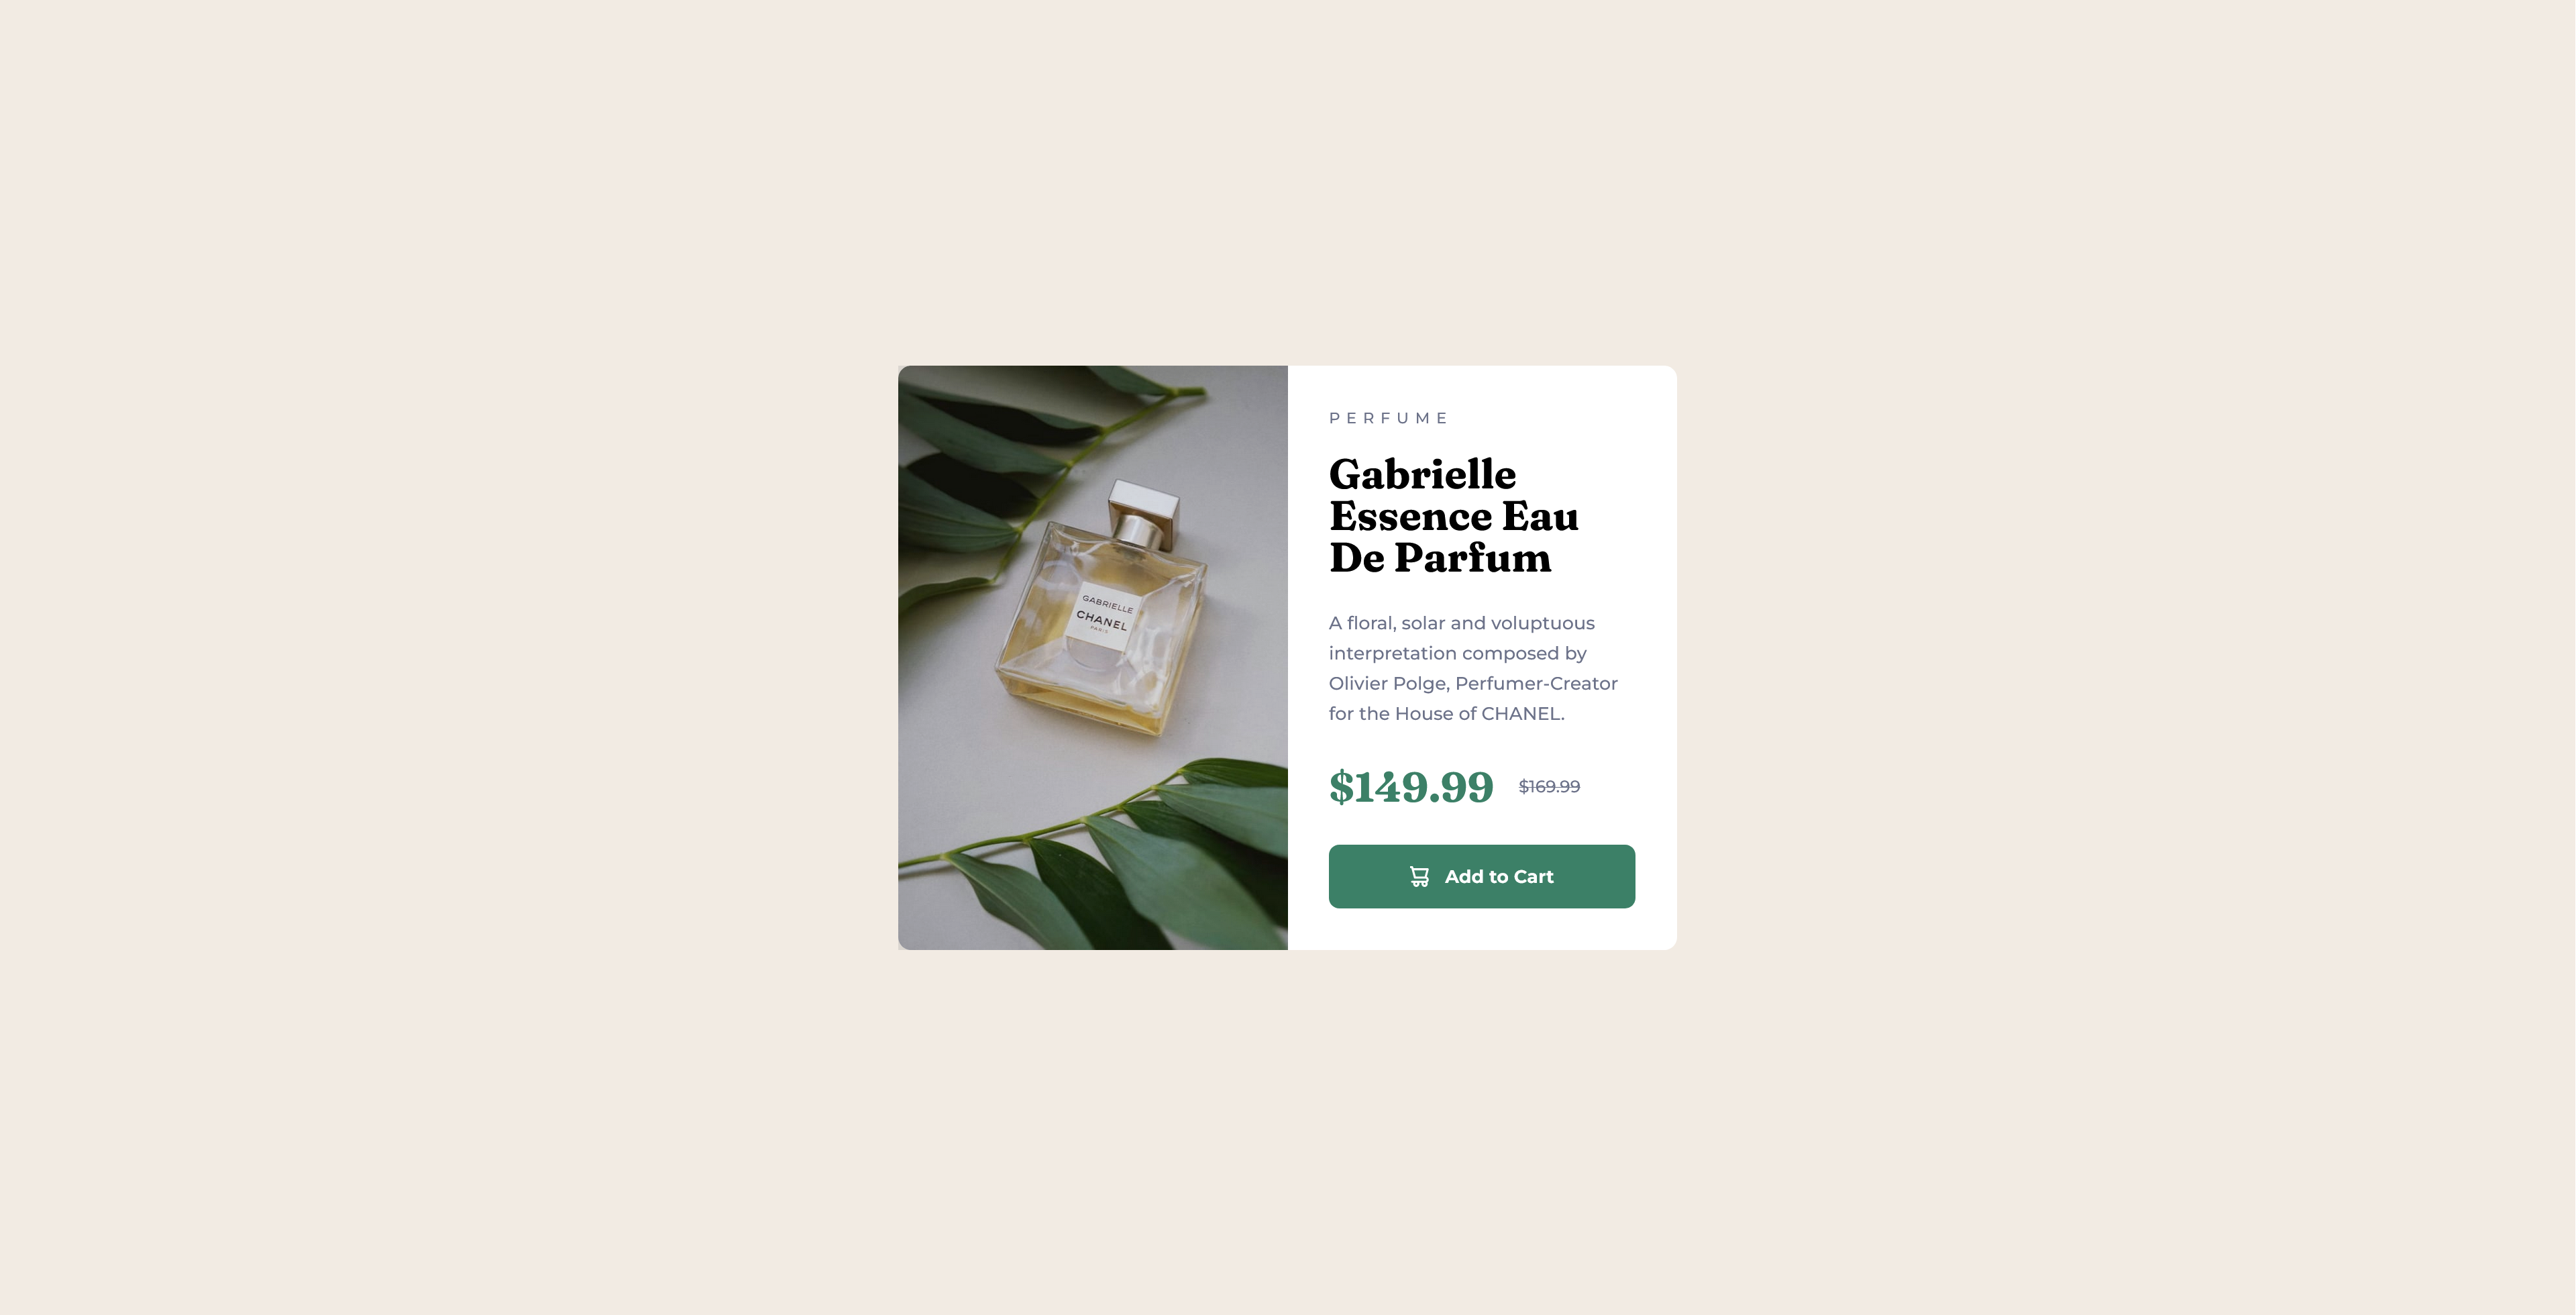 GABRIELLE
CHANEL
PARIS
PERFUME
Gabrielle
Essence Eau
De Parfum
A floral, solar and voluptuous
interpretation composed by
Olivier Polge, Perfumer-Creator
for the House of CHANEL.
$149.99 $169.99
Add to Cart